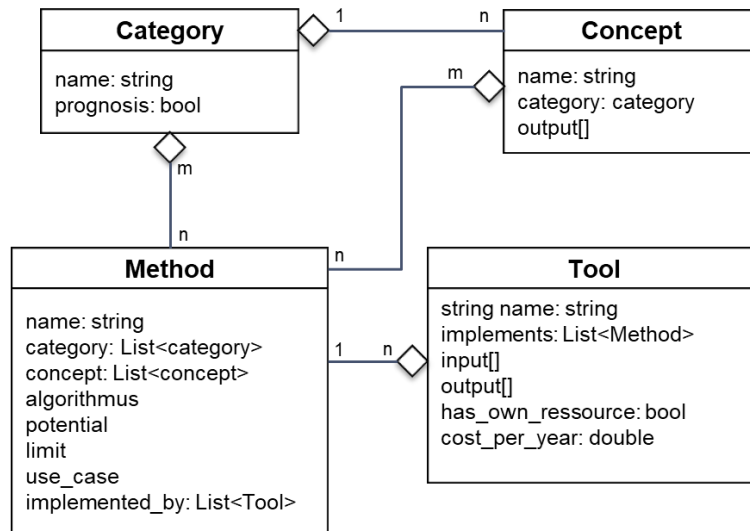 Category
name: string
prognosis: bool
1
n
Concept
name: string
category: category
output[]
m
m
n
n
Method
name: string
category: List<category>
concept: List<concept>
algorithmus
potential
limit
use_case
implemented_by: List<Tool>
1
n
Tool
string name: string
implements: List<Method>
input[]
output[]
has_own_ressource: bool
cost_per_year: double